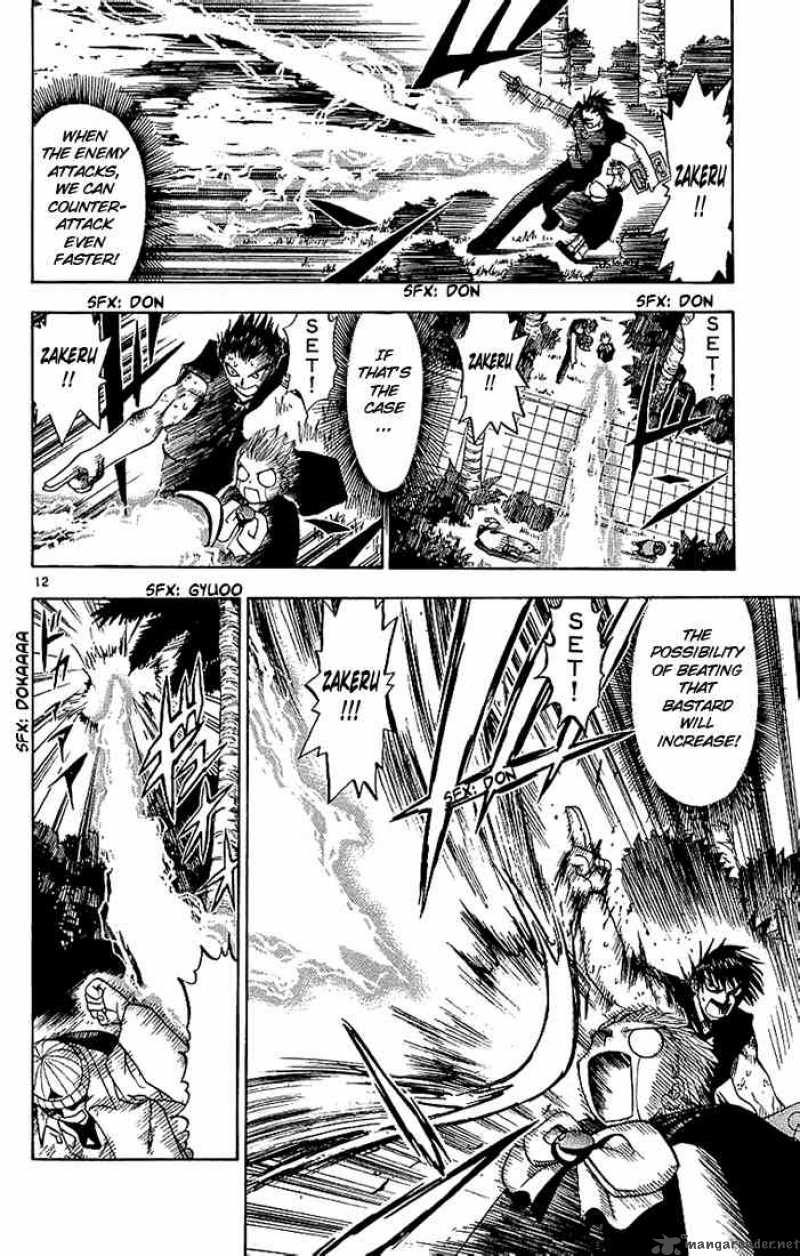 ZAKERU
!!
WHEN
THE ENEMY
ATTACKS,
WE CAN
COUNTER-
ATTACK
EVEN
FASTER!
SFX: DON
SFX: DON
SFX: DON
SET!
ZAKERU
!!
IF
THAT'S
THE
CASE
...
SET!
ZAKERU
!!
12
SFX: GYUOO
THE
POSSIBILITY
OF BEATING
THAT
BASTARD
WILL
INCREASE!
SET!
ZAKERU
!!!
SFX: DON
SFX: DOKAAAA
mangareader.net